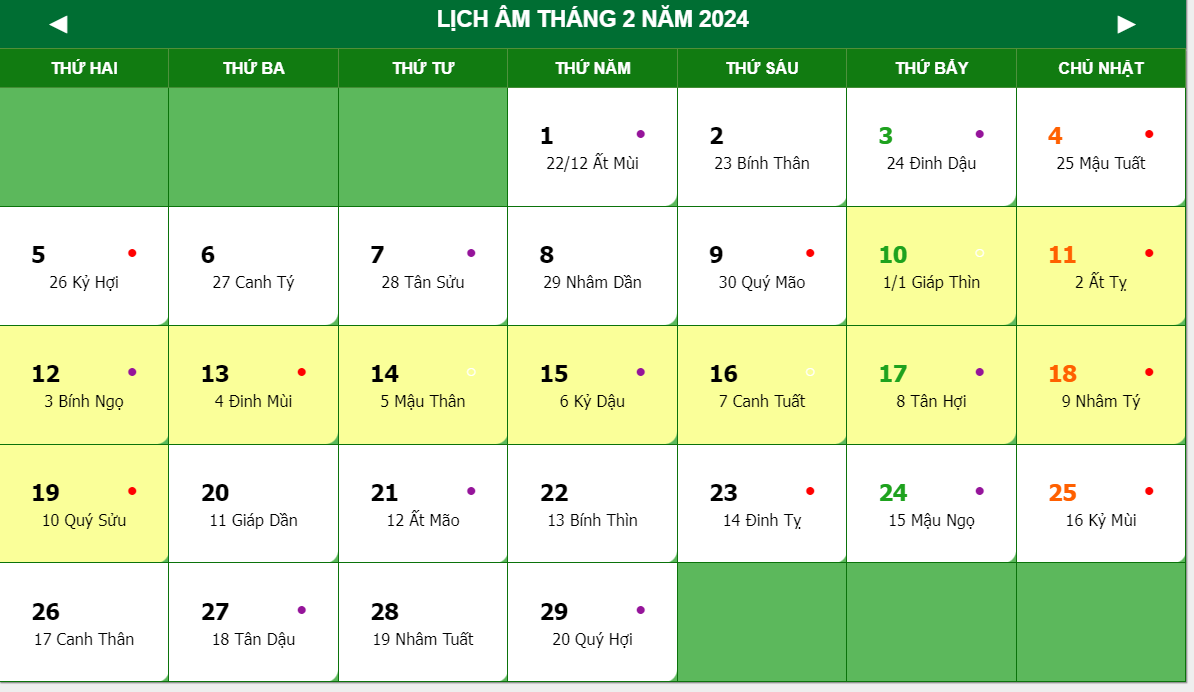 ◀ LỊCH ÂM THÁNG 2 NĂM 2024 ▶
THỨ HAI THỨ BA THỨ TƯ THỨ NĂM THỨ SÁU THỨ BẢY CHỦ NHẬT
1 2 3 4
22/12 Ất Mùi 23 Bính Thân 24 Đinh Dậu 25 Mậu Tuất
5 6 7 8 9 10 11
26 Kỷ Hợi 27 Canh Tý 28 Tân Sửu 29 Nhâm Dần 30 Quý Mão 1/1 Giáp Thìn 2 Ất Tỵ
12 13 14 15 16 17 18
3 Bính Ngọ 4 Đinh Mùi 5 Mậu Thân 6 Kỷ Dậu 7 Canh Tuất 8 Tân Hợi 9 Nhâm Tý
19 20 21 22 23 24 25
10 Quý Sửu 11 Giáp Dần 12 Ất Mão 13 Bính Thìn 14 Đinh Tỵ 15 Mậu Ngọ 16 Kỷ Mùi
26 27 28 29
17 Canh Thân 18 Tân Dậu 19 Nhâm Tuất 20 Quý Hợi